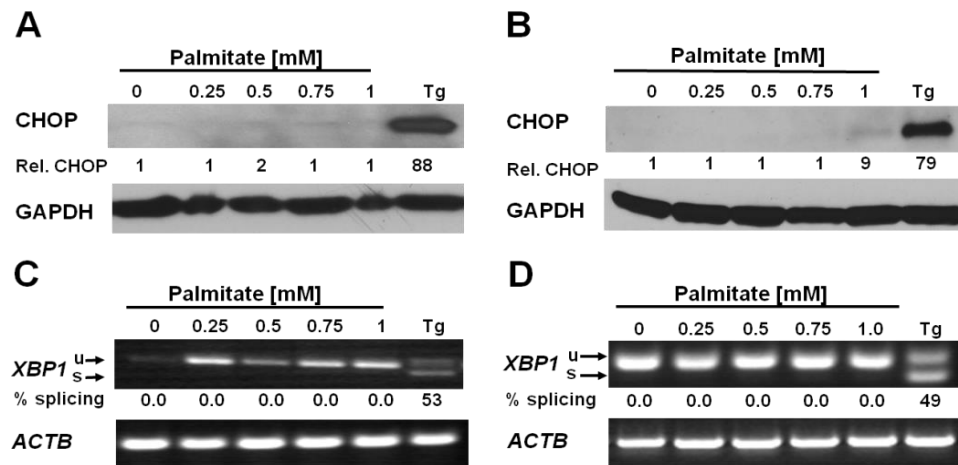 A
Palmitate [mM]
0 0.25 0.5 0.75 1 Tg
CHOP
Rel. CHOP 1 1 2 1 1 88
GAPDH
B
Palmitate [mM]
0 0.25 0.5 0.75 1 Tg
CHOP
Rel. CHOP 1 1 1 1 9 79
GAPDH
C
Palmitate [mM]
0 0.25 0.5 0.75 1 Tg
XBP1 u
s
% splicing 0.0 0.0 0.0 0.0 0.0 53
ACTB
D
Palmitate [mM]
0 0.25 0.5 0.75 1.0 Tg
XBP1 u
s
% splicing 0.0 0.0 0.0 0.0 0.0 49
ACTB